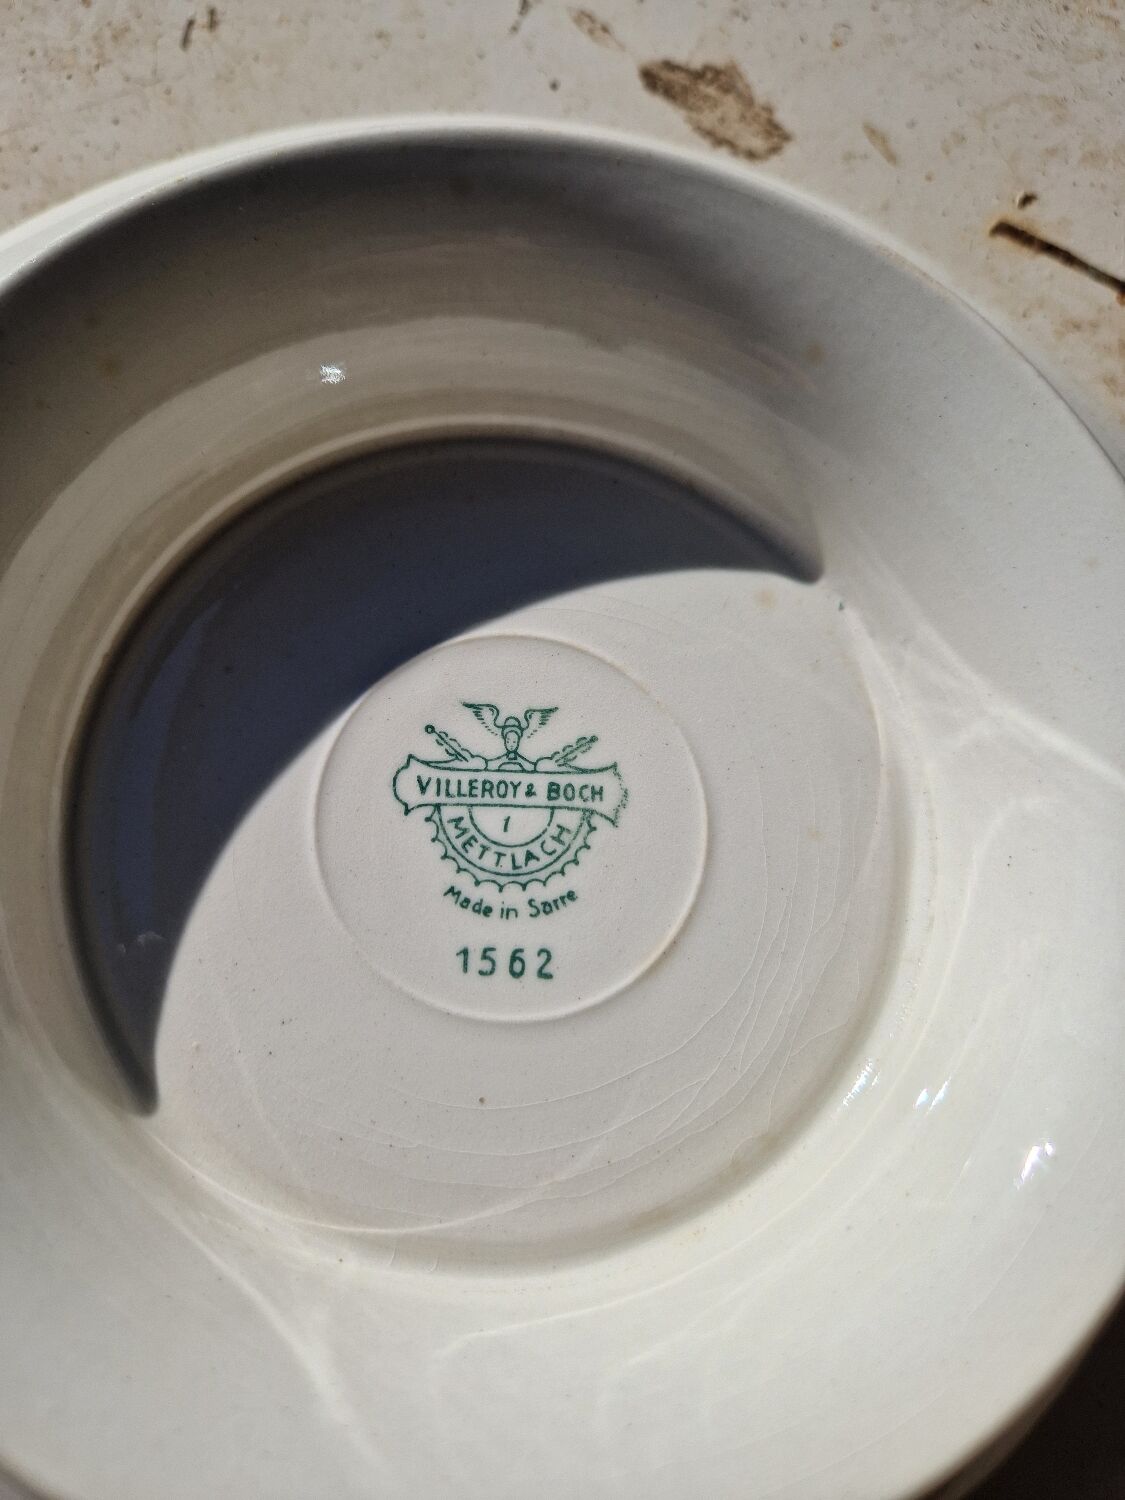 VILLEROY & BOCH
1
METTLACH
Made in Sarre
1562